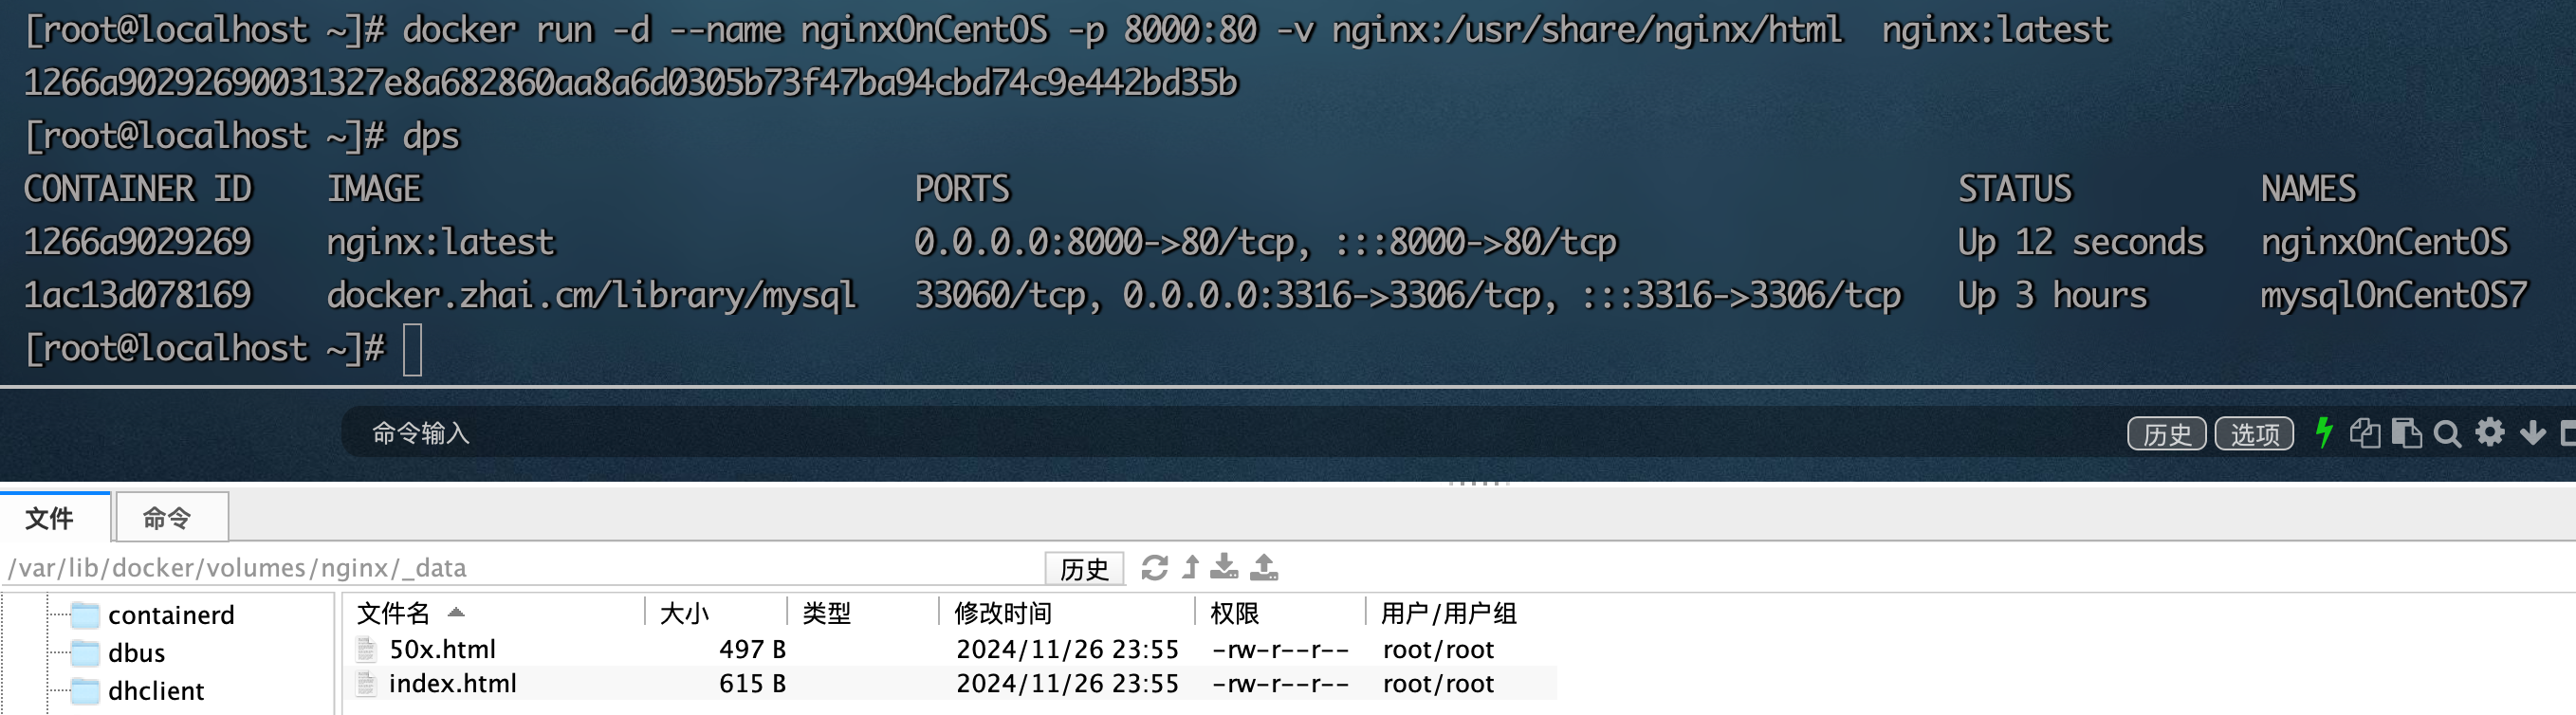 [root@localhost ~]# docker run -d --name nginxOnCentOS -p 8000:80 -v nginx:/usr/share/nginx/html  nginx:latest
1266a90292690031327e8a682860aa8a6d0305b73f47ba94cbd74c9e442bd35b
[root@localhost ~]# dps
CONTAINER ID    IMAGE    PORTS    STATUS    NAMES
1266a9029269    nginx:latest    0.0.0.0:8000->80/tcp, :::8000->80/tcp    Up 12 seconds    nginxOnCentOS
1ac13d078169    docker.zhai.cm/library/mysql    33060/tcp, 0.0.0.0:3316->3306/tcp, :::3316->3306/tcp    Up 3 hours    mysqlOnCentOS7
[root@localhost ~]#
命令输入    历史    选项
文件    命令
/var/lib/docker/volumes/nginx/_data    历史
containerd
dbus
dhclient
文件名    大小    类型    修改时间    权限    用户/用户组
50x.html    497 B    2024/11/26 23:55    -rw-r--r--    root/root
index.html    615 B    2024/11/26 23:55    -rw-r--r--    root/root